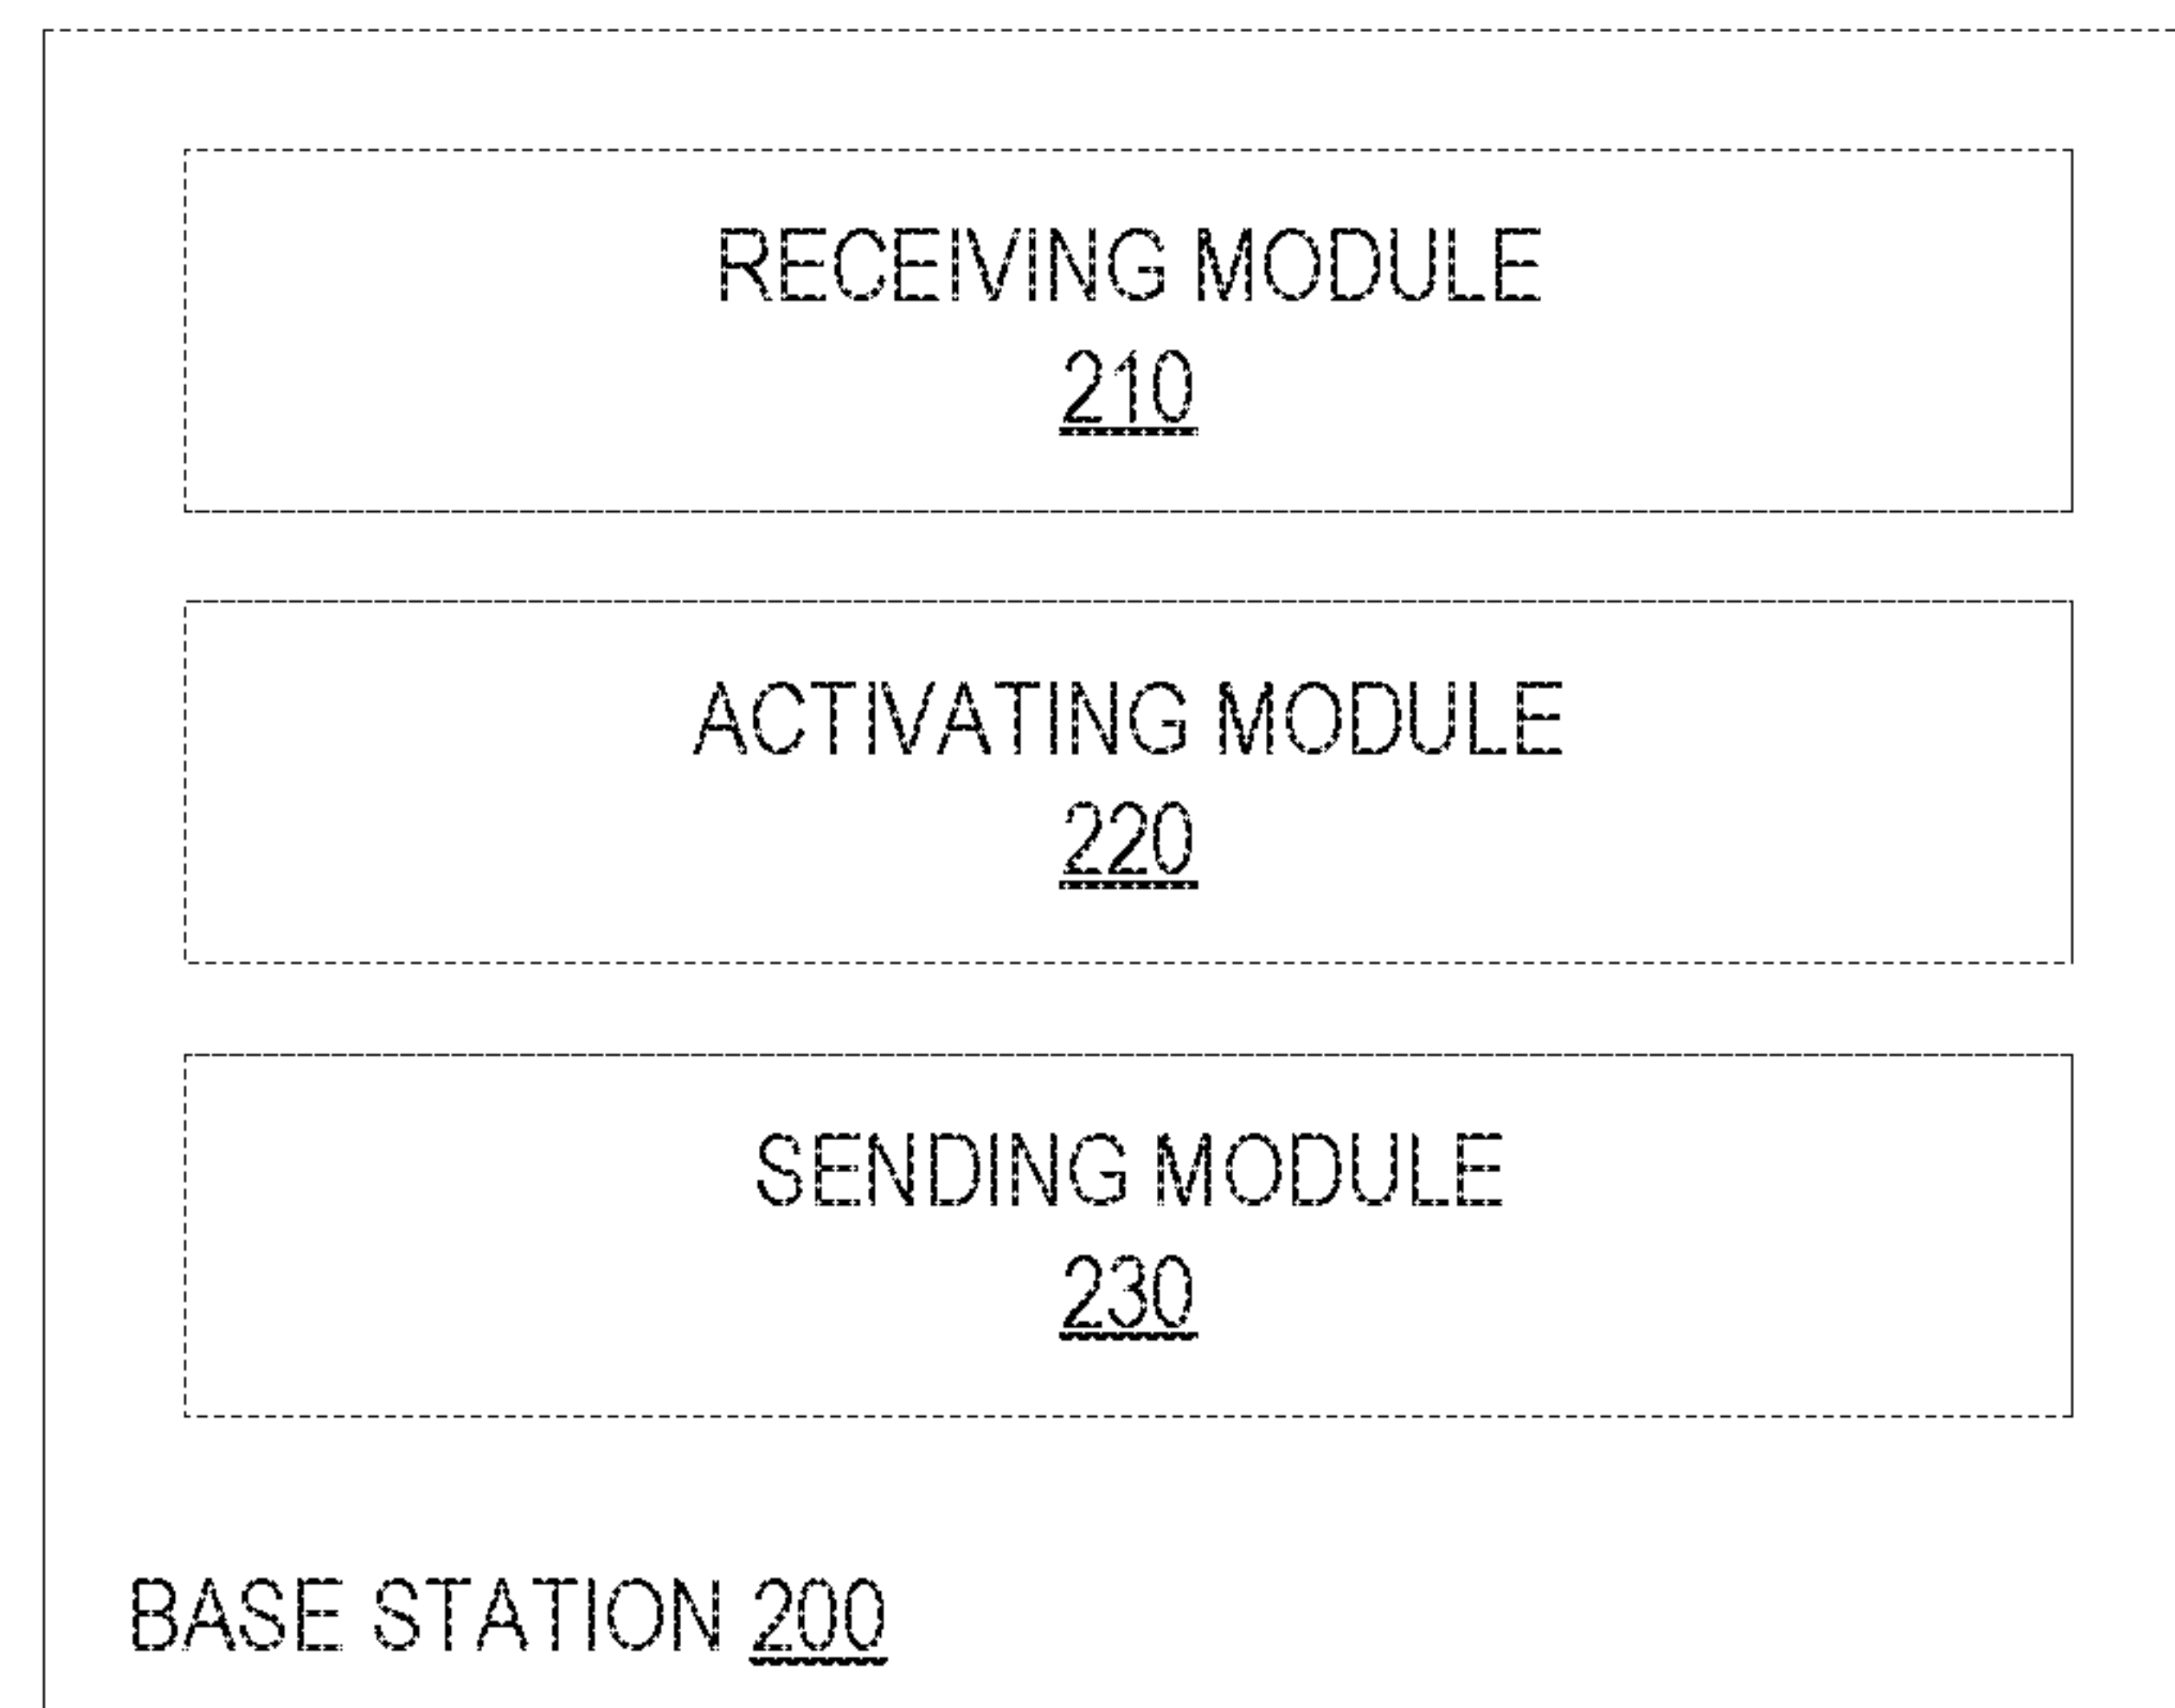 RECEIVING MODULE
210
ACTIVATING MODULE
220
SENDING MODULE
230
BASE STATION 200